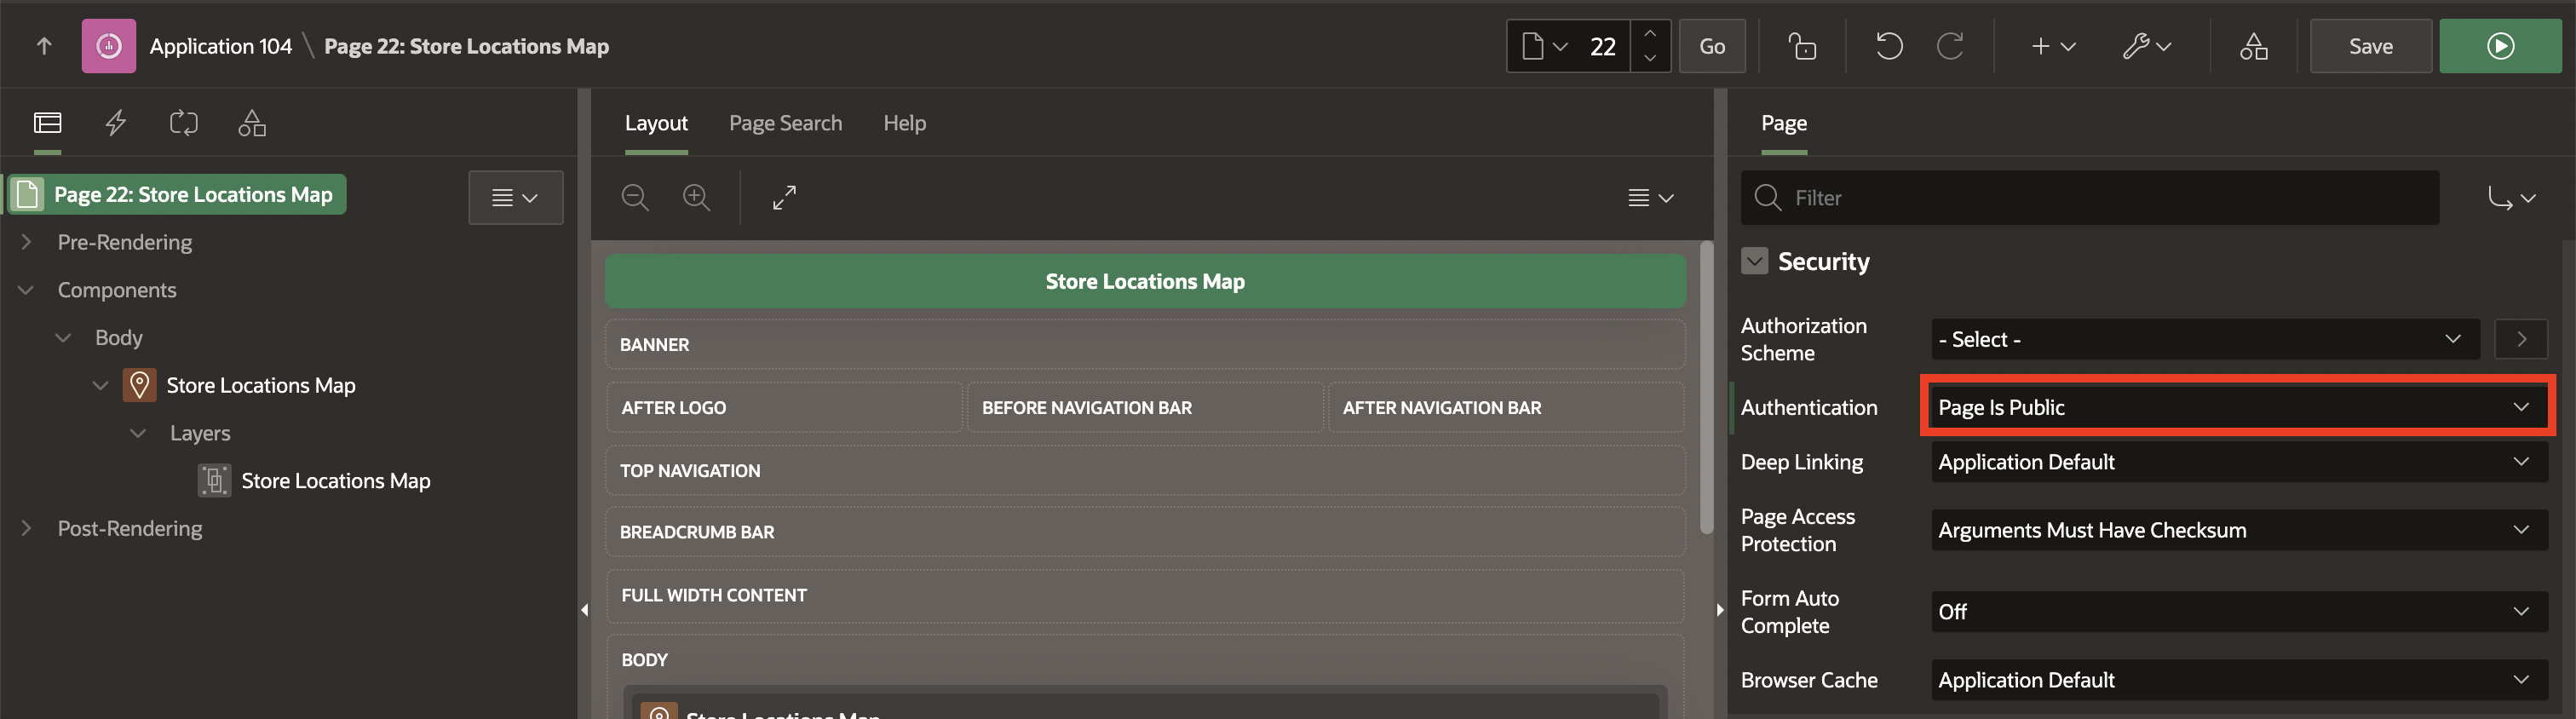 Application 104 \ Page 22: Store Locations Map
22
Go
Save
Layout
Page Search
Help
Page
Page 22: Store Locations Map
Pre-Rendering
Components
Body
Store Locations Map
Layers
Store Locations Map
Post-Rendering
Store Locations Map
BANNER
AFTER LOGO
BEFORE NAVIGATION BAR
AFTER NAVIGATION BAR
TOP NAVIGATION
BREADCRUMB BAR
FULL WIDTH CONTENT
BODY
Store Locations Map
Filter
Security
Authorization
Scheme
- Select -
Authentication
Page Is Public
Deep Linking
Application Default
Page Access
Protection
Arguments Must Have Checksum
Form Auto
Complete
Off
Browser Cache
Application Default